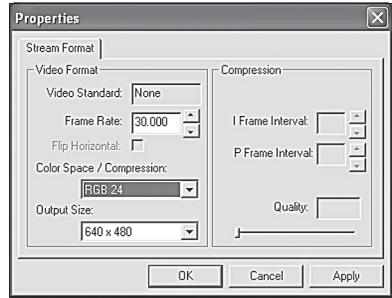 Properties
Stream Format
Video Format
Video Standard: None
Frame Rate: 30.000
Flip Horizontal:
Color Space / Compression:
RGB 24
Output Size:
640 x 480
Compression
I Frame Interval:
P Frame Interval:
Quality:
OK Cancel Apply